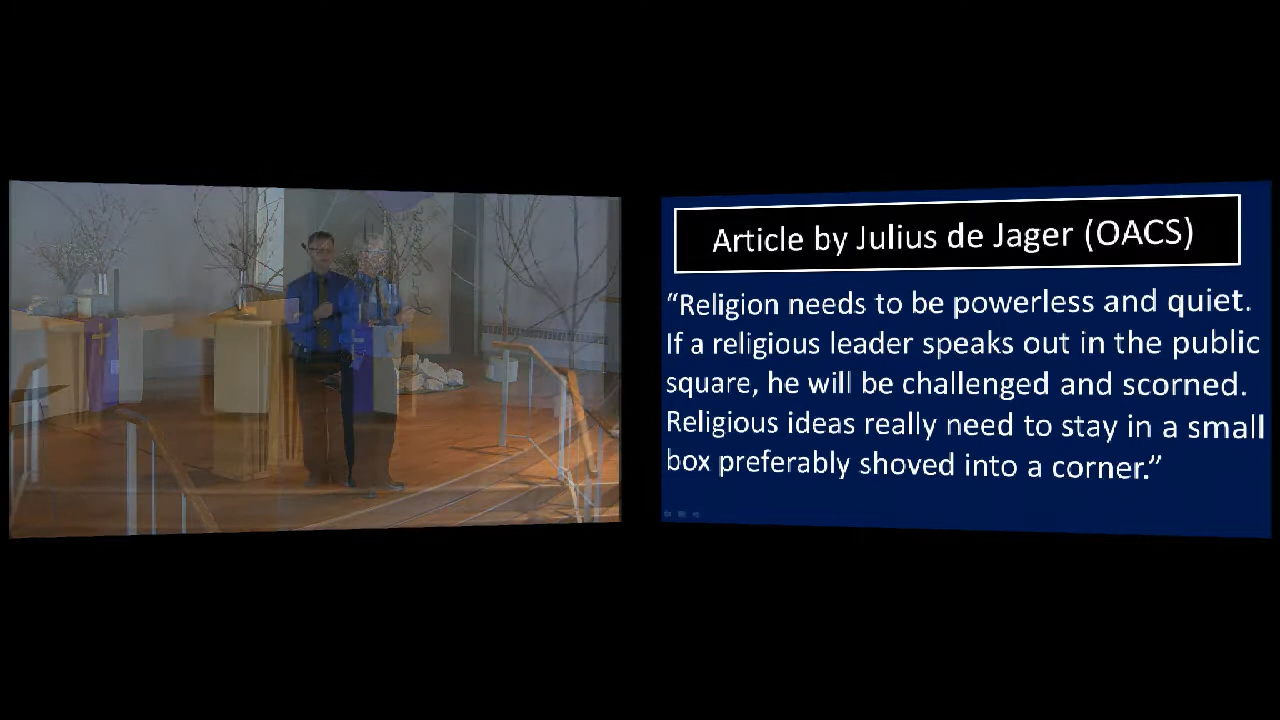 Article by Julius de Jager (OACS)
“Religion needs to be powerless and quiet.
If a religious leader speaks out in the public
square, he will be challenged and scorned.
Religious ideas really need to stay in a small
box preferably shoved into a corner.”